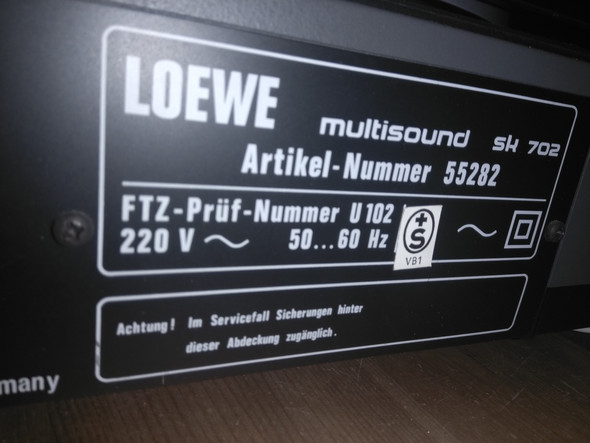 LOEWE
multisound sk 702
Artikel-Nummer 55282
FTZ-Prüf-Nummer U 102
220 V ~ 50...60 Hz
+S
VB1
~
Achtung! Im Servicefall Sicherungen hinter
dieser Abdeckung zugänglich.
many